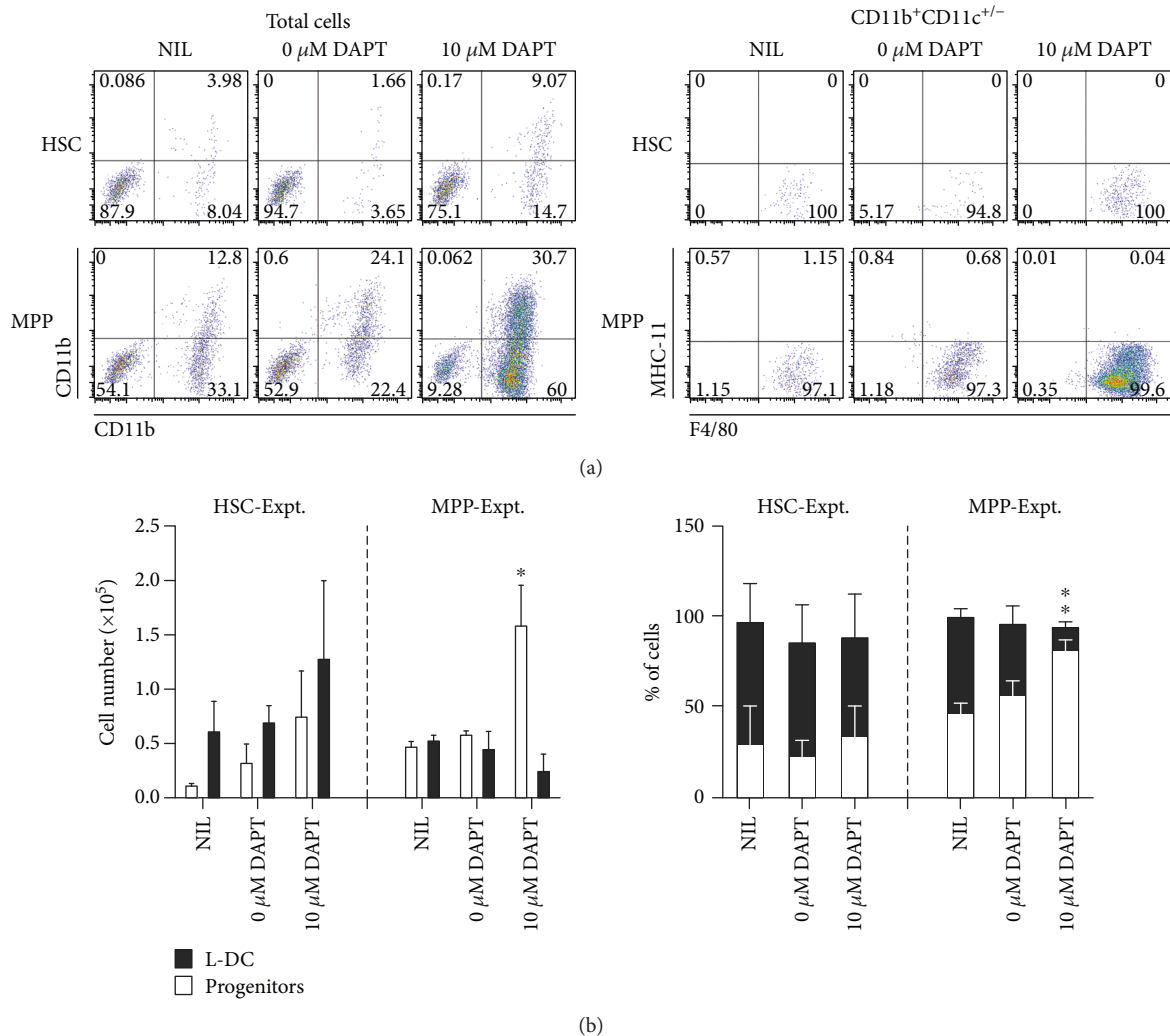 Total cells
CD11b⁺CD11c⁺/⁻
NIL 0 μM DAPT 10 μM DAPT
NIL 0 μM DAPT 10 μM DAPT
HSC
0.086 3.98
87.9 8.04
0 1.66
94.7 3.65
0.17 9.07
75.1 14.7
HSC
0 0
0 100
0 0
5.17 94.8
0 0
0 100
MPP
CD11b
0 12.8
54.1 33.1
0.6 24.1
52.9 22.4
0.062 30.7
9.28 60
CD11b
MPP
MHC-11
0.57 1.15
1.15 97.1
0.84 0.68
1.18 97.3
0.01 0.04
0.35 99.6
F4/80
(a)
HSC-Expt. MPP-Expt.
Cell number (×10⁵)
2.5
2.0
1.5
1.0
0.5
0.0
*
NIL
0 μM DAPT
10 μM DAPT
NIL
0 μM DAPT
10 μM DAPT
L-DC
Progenitors
HSC-Expt. MPP-Expt.
% of cells
150
100
50
0
*
*
NIL
0 μM DAPT
10 μM DAPT
NIL
0 μM DAPT
10 μM DAPT
(b)